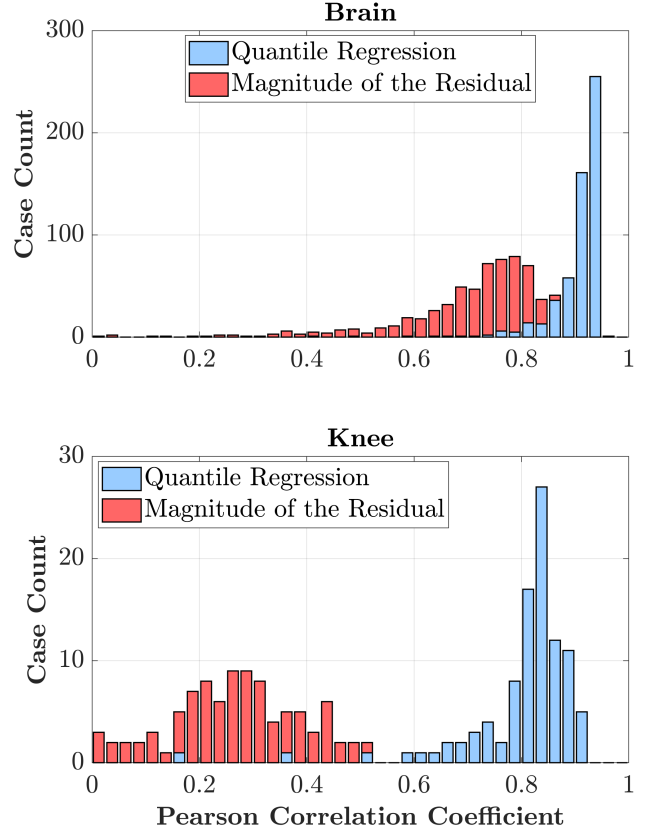 Brain
Quantile Regression
Magnitude of the Residual
Case Count
300
200
100
0
0 0.2 0.4 0.6 0.8 1
Knee
Quantile Regression
Magnitude of the Residual
Case Count
30
20
10
0
0 0.2 0.4 0.6 0.8 1
Pearson Correlation Coefficient